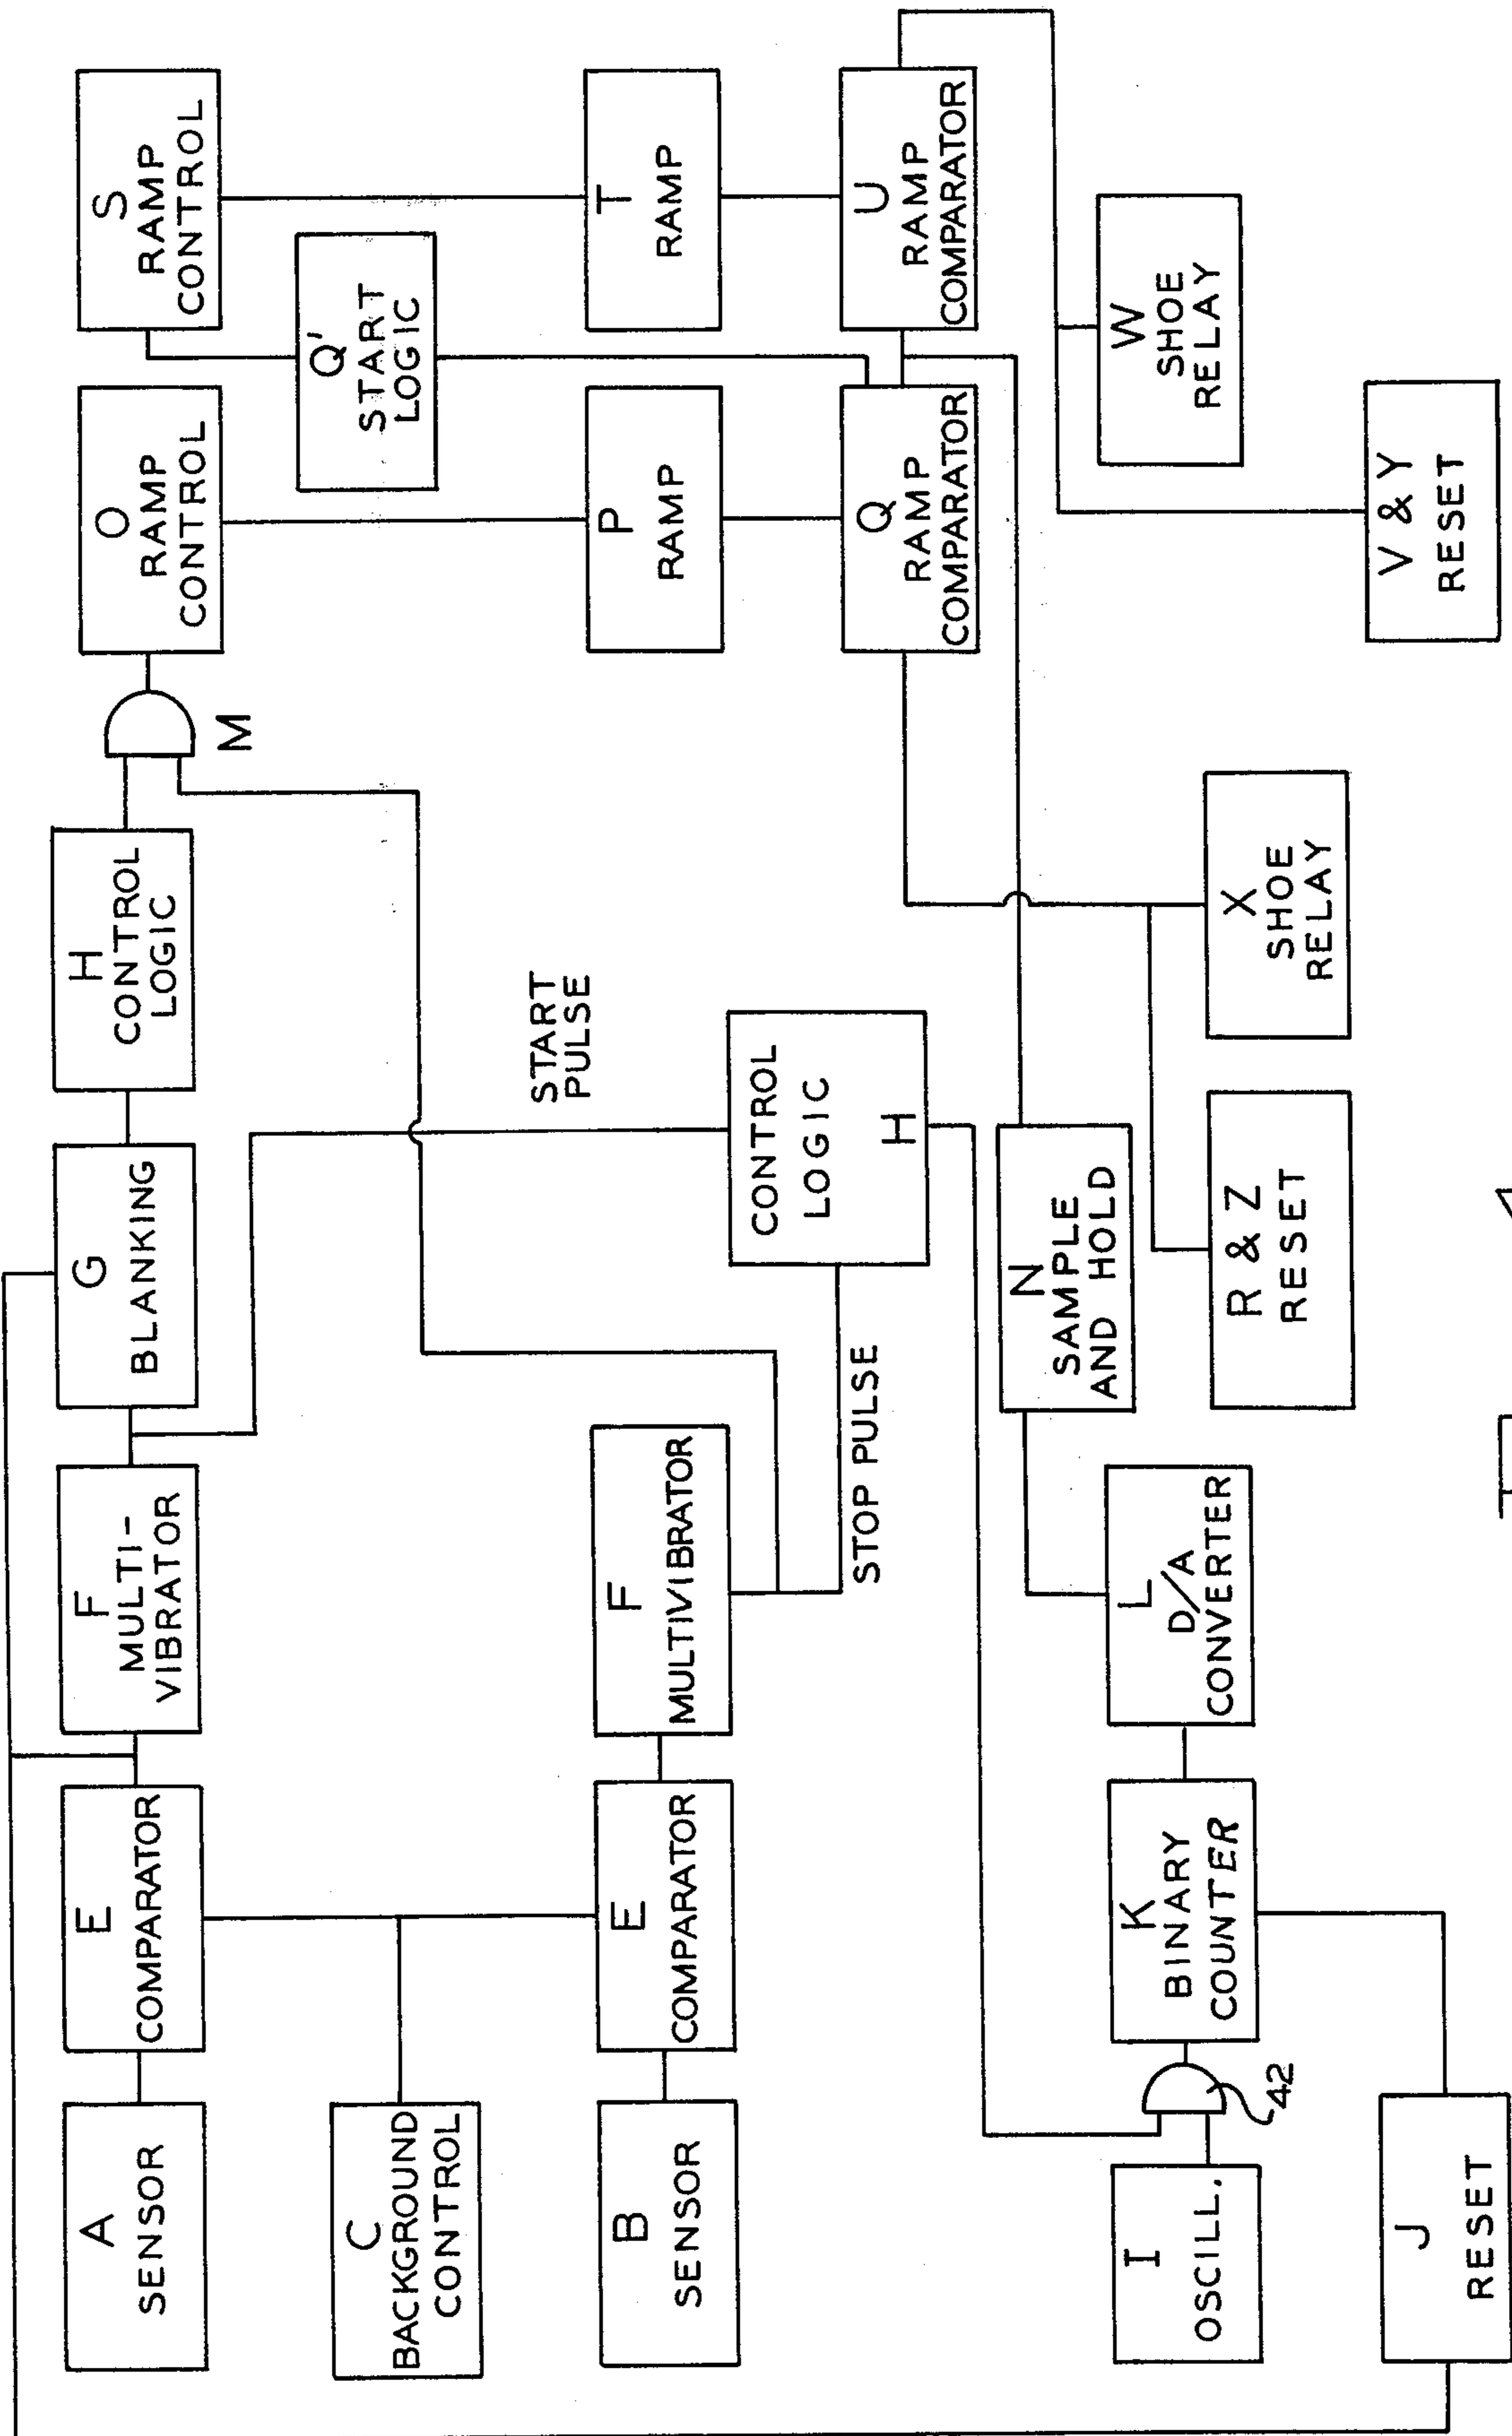 A
SENSOR
E
COMPARATOR
F
MULTI-
VIBRATOR
G
BLANKING
H
CONTROL
LOGIC
M
O
RAMP
CONTROL
S
RAMP
CONTROL
C
BACKGROUND
CONTROL
Q'
START
LOGIC
START
PULSE
B
SENSOR
E
COMPARATOR
F
MULTIVIBRATOR
P
RAMP
T
RAMP
CONTROL
LOGIC
H
STOP PULSE
Q
RAMP
COMPARATOR
U
RAMP
COMPARATOR
N
SAMPLE
AND HOLD
I
OSCILL.
42
K
BINARY
COUNTER
L
D/A
CONVERTER
R & Z
RESET
X
SHOE
RELAY
W
SHOE
RELAY
J
RESET
V & Y
RESET